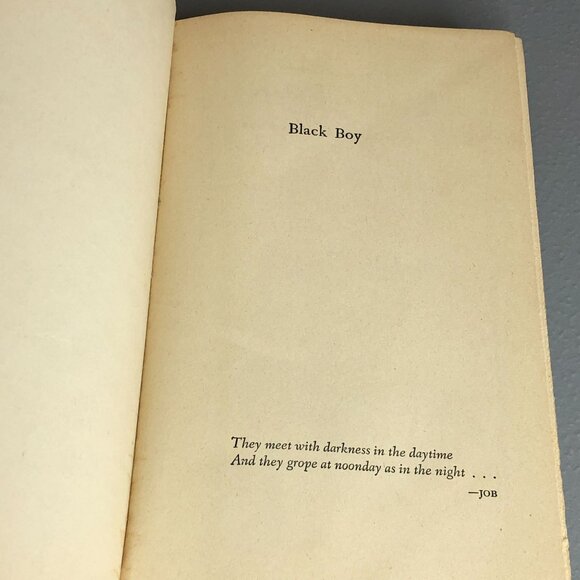 Black Boy
They meet with darkness in the daytime
And they grope at noonday as in the night . . .
—JOB